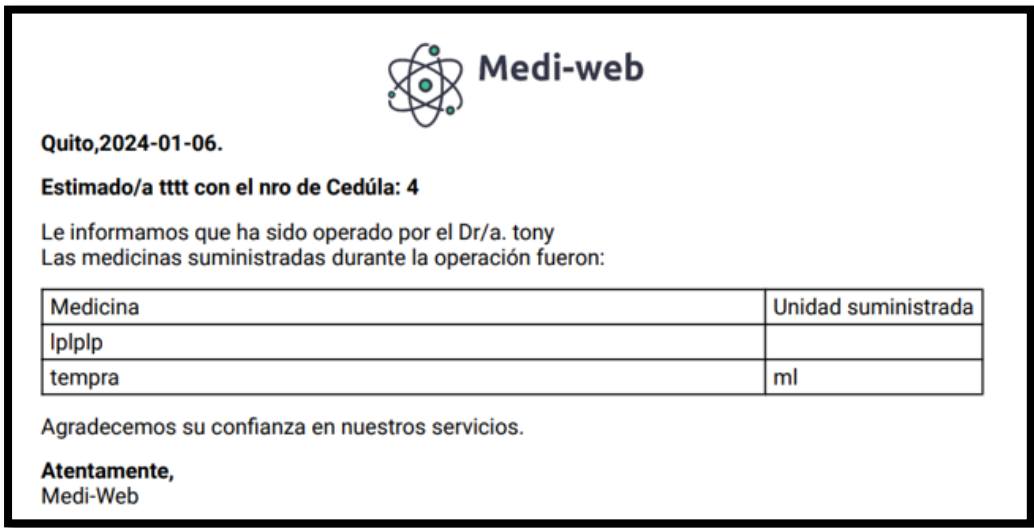 Medi-web
Quito,2024-01-06.
Estimado/a tttt con el nro de Cedúla: 4
Le informamos que ha sido operado por el Dr/a. tony
Las medicinas suministradas durante la operación fueron:
Medicina Unidad suministrada
lplplp
tempra ml
Agradecemos su confianza en nuestros servicios.
Atentamente,
Medi-Web